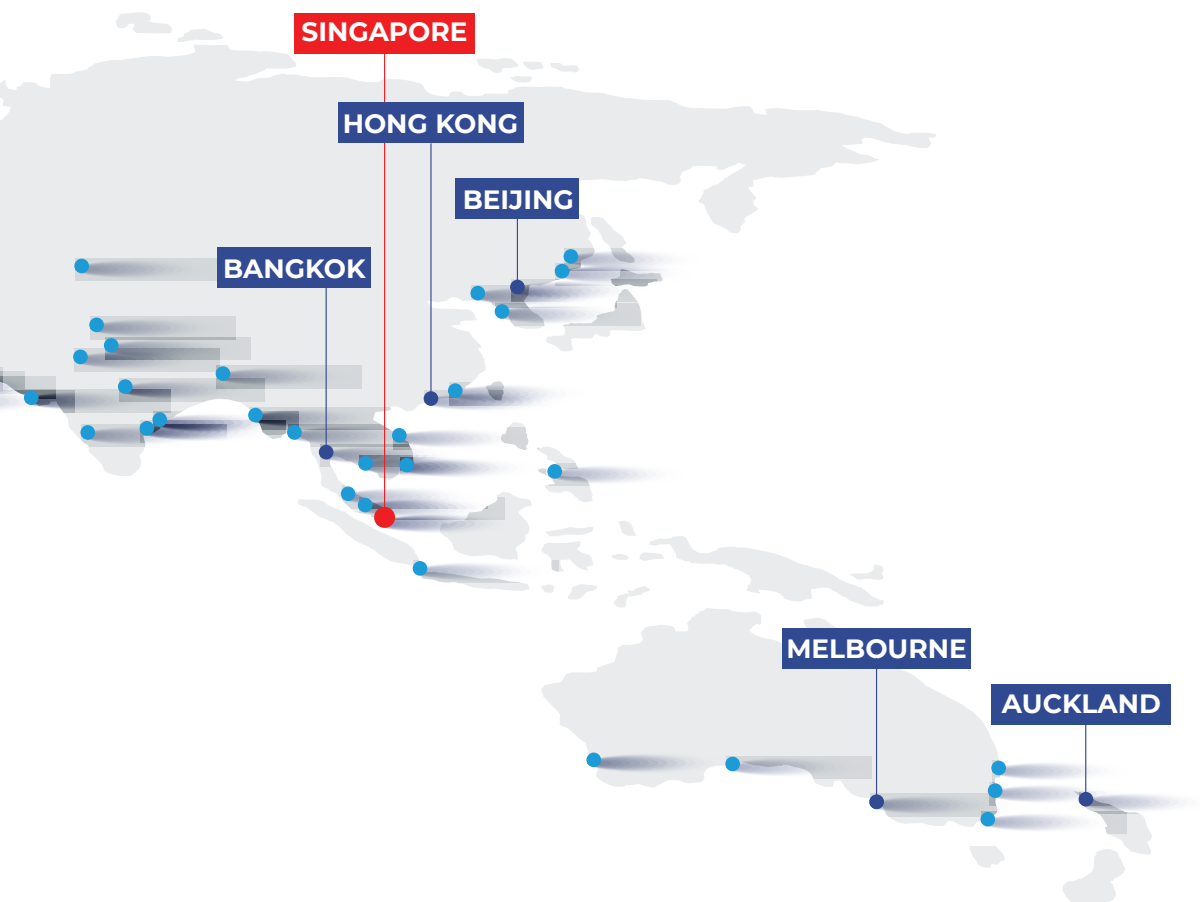 SINGAPORE
HONG KONG
BEIJING
BANGKOK
MELBOURNE
AUCKLAND